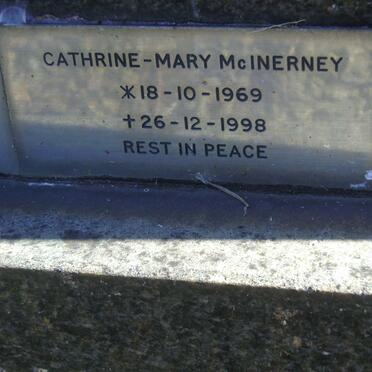 CATHRINE-MARY McINERNEY
*18-10-1969
†26-12-1998
REST IN PEACE